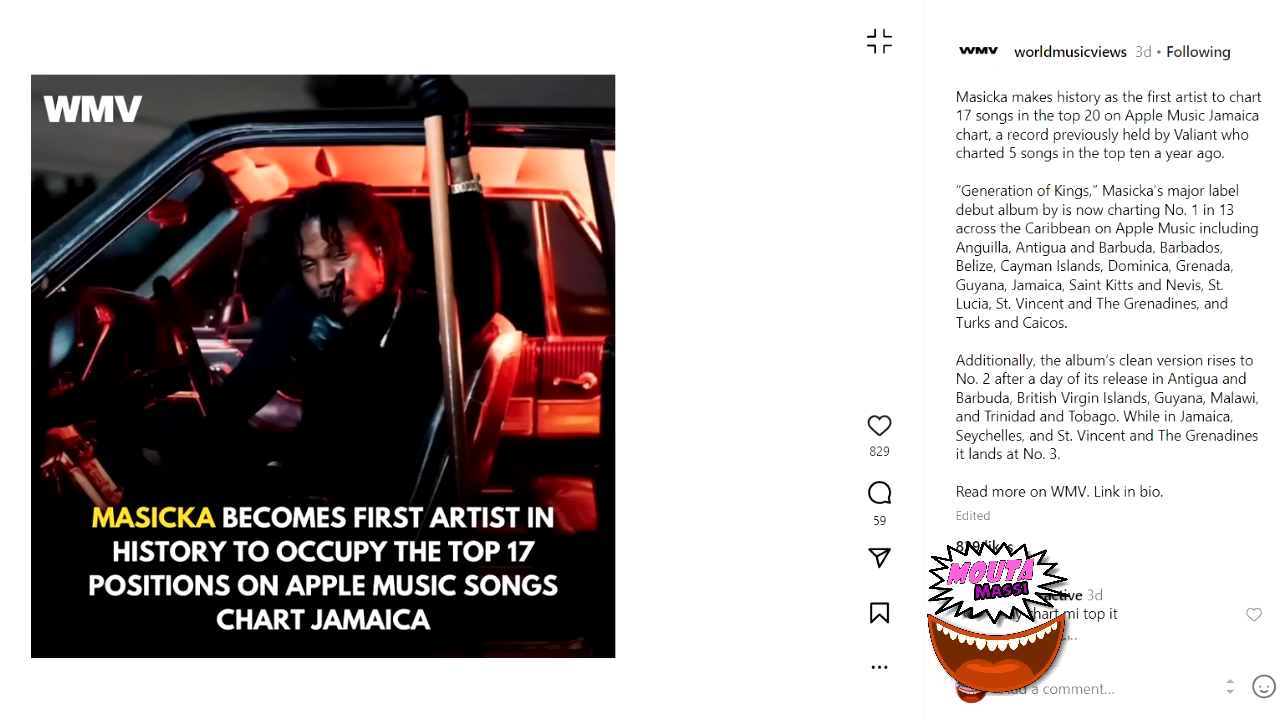 WMV
MASICKA BECOMES FIRST ARTIST IN
HISTORY TO OCCUPY THE TOP 17
POSITIONS ON APPLE MUSIC SONGS
CHART JAMAICA
829
59
WMV worldmusicviews 3d • Following
Masicka makes history as the first artist to chart
17 songs in the top 20 on Apple Music Jamaica
chart, a record previously held by Valiant who
charted 5 songs in the top ten a year ago.
“Generation of Kings,” Masicka’s major label
debut album by is now charting No. 1 in 13
across the Caribbean on Apple Music including
Anguilla, Antigua and Barbuda, Barbados,
Belize, Cayman Islands, Dominica, Grenada,
Guyana, Jamaica, Saint Kitts and Nevis, St.
Lucia, St. Vincent and The Grenadines, and
Turks and Caicos.
Additionally, the album’s clean version rises to
No. 2 after a day of its release in Antigua and
Barbuda, British Virgin Islands, Guyana, Malawi,
and Trinidad and Tobago. While in Jamaica,
Seychelles, and St. Vincent and The Grenadines
it lands at No. 3.
Read more on WMV. Link in bio.
Edited
MOUTA
MASSI
3d
chart mi top it
Add a comment...